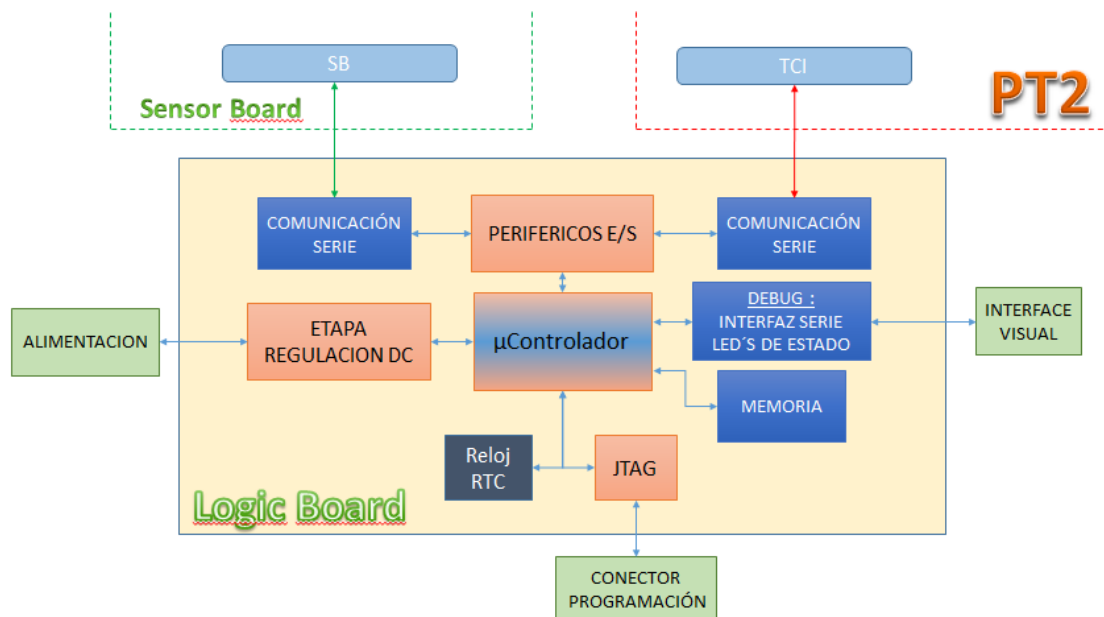 SB
TCI
Sensor Board
PT2
COMUNICACIÓN
SERIE
PERIFERICOS E/S
COMUNICACIÓN
SERIE
ALIMENTACION
ETAPA
REGULACION DC
µControlador
DEBUG :
INTERFAZ SERIE
LED´S DE ESTADO
INTERFACE
VISUAL
MEMORIA
Reloj
RTC
JTAG
Logic Board
CONECTOR
PROGRAMACIÓN